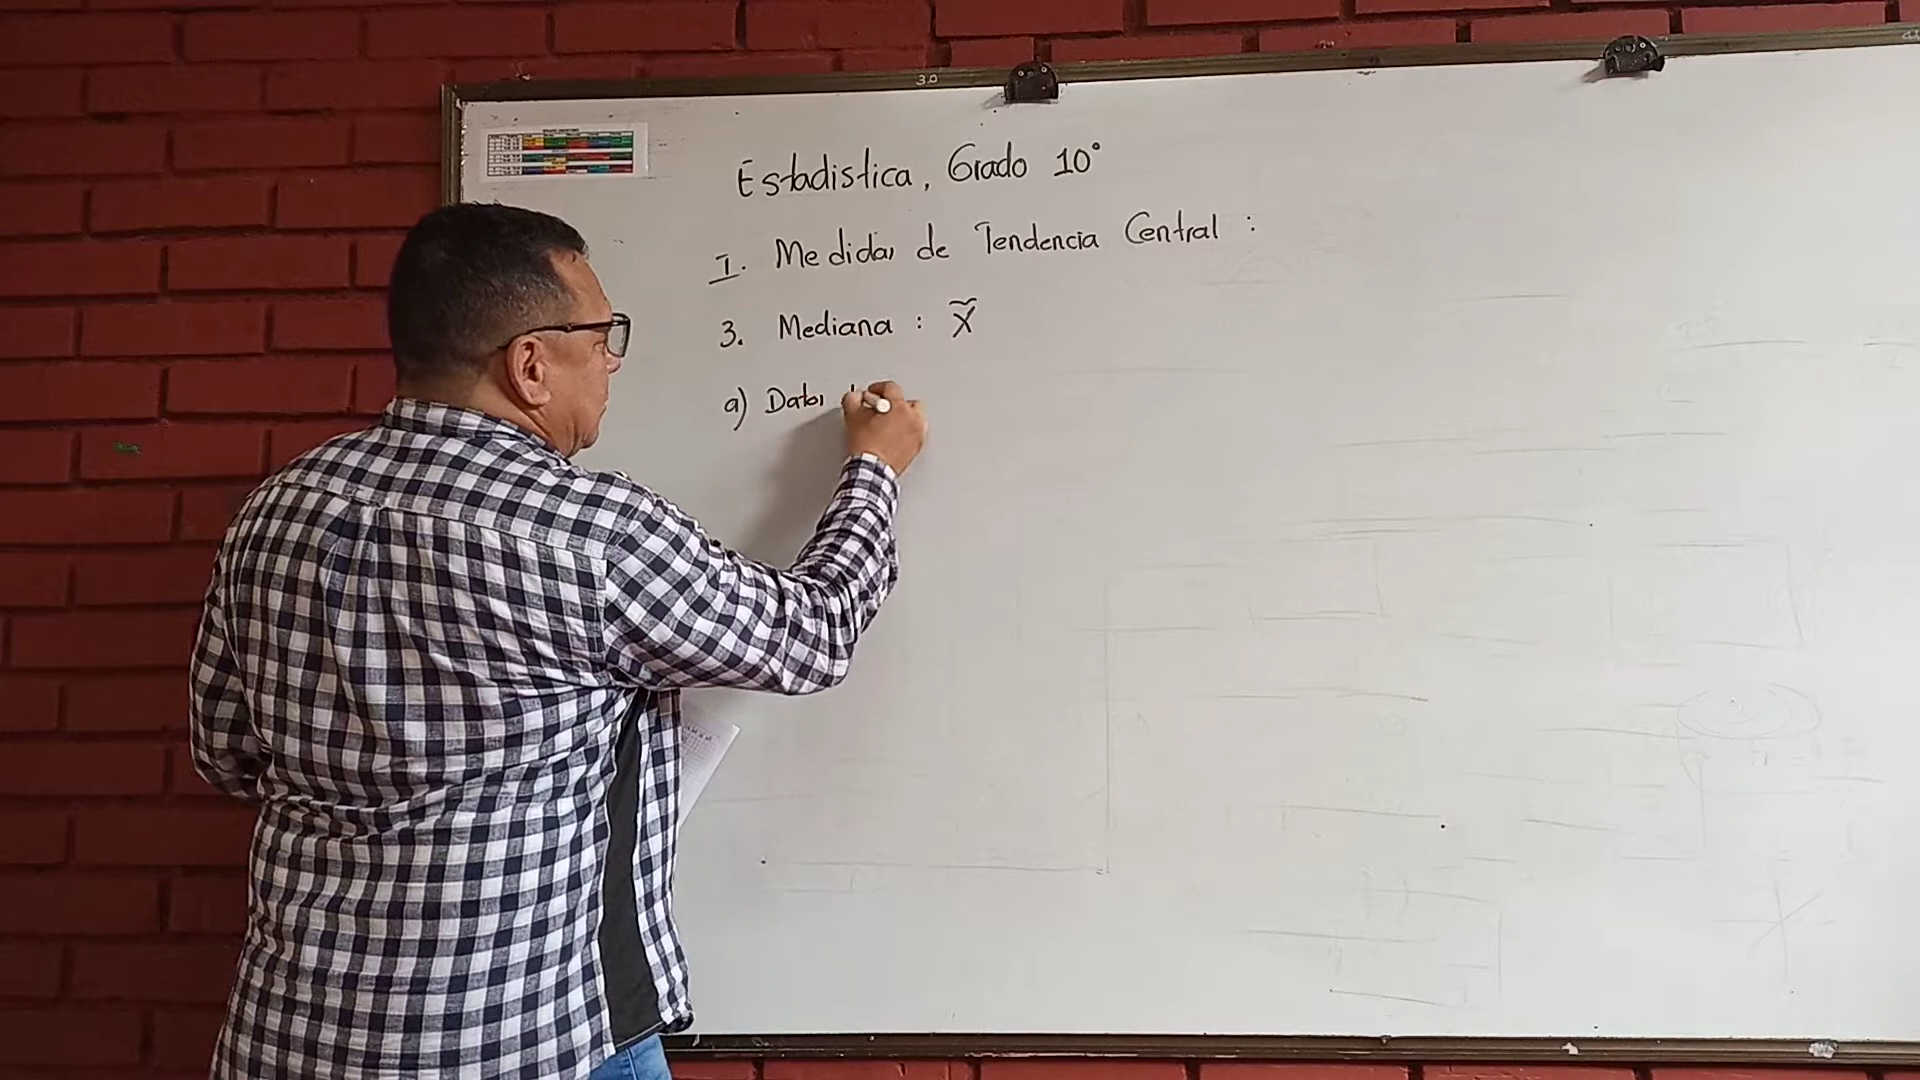 Estadistica, Grado 10°
I. Medidas de Tendencia Central :
3. Mediana : X̃
a) Datos